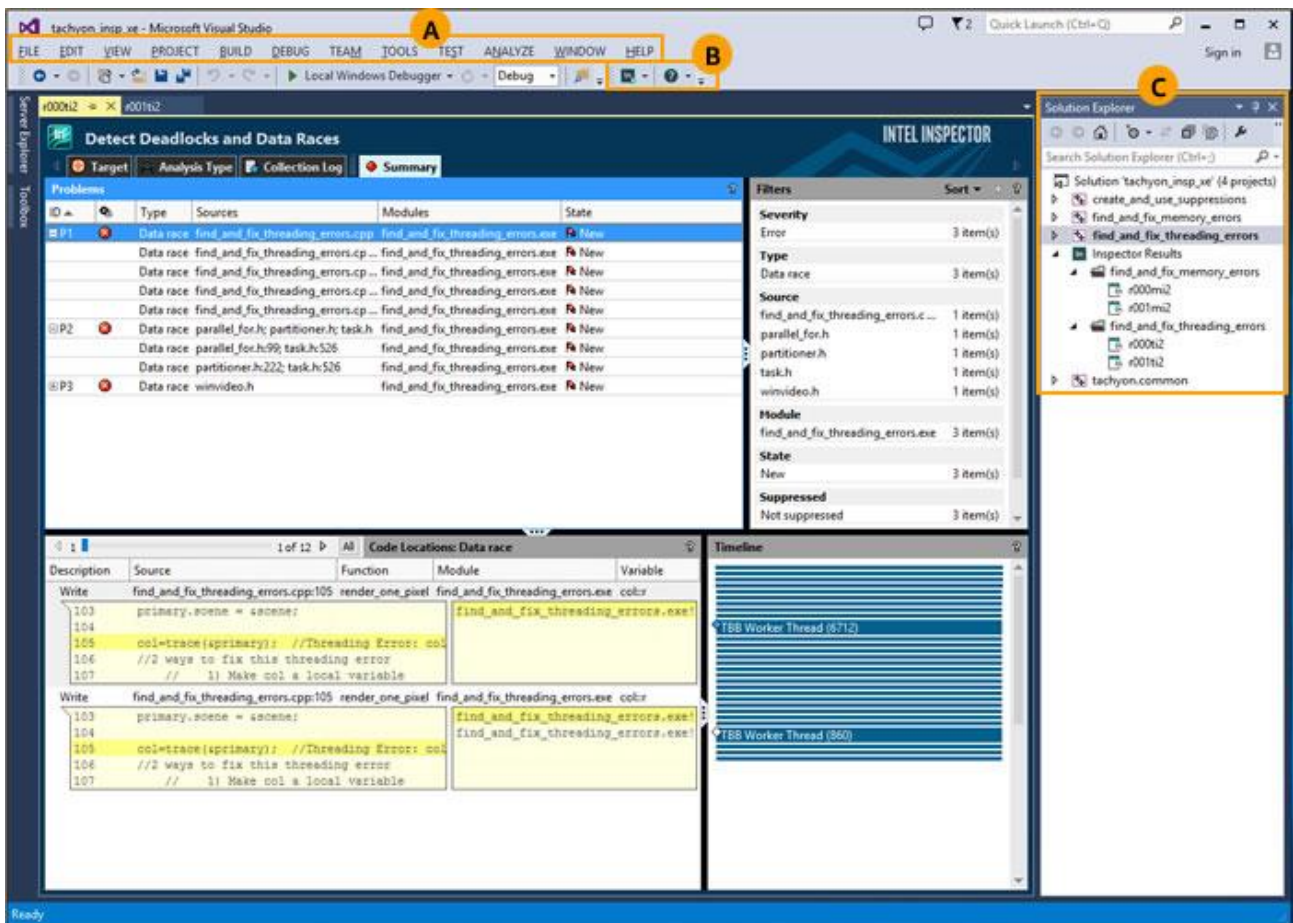 tachyon_insp_xe - Microsoft Visual Studio
7 2
Quick Launch (Ctrl+Q)
A
FILE EDIT VIEW PROJECT BUILD DEBUG TEAM TOOLS TEST ANALYZE WINDOW HELP
Sign in
B
Local Windows Debugger
Debug
C
Server Explorer
Toolbox
r000ti2
r001ti2
Detect Deadlocks and Data Races
INTEL INSPECTOR
Target Analysis Type Collection Log Summary
Problems
ID Type Sources Modules State
P1 Data race find_and_fix_threading_errors.cpp find_and_fix_threading_errors.exe New
Data race find_and_fix_threading_errors.cp ... find_and_fix_threading_errors.exe New
Data race find_and_fix_threading_errors.cp ... find_and_fix_threading_errors.exe New
Data race find_and_fix_threading_errors.cp ... find_and_fix_threading_errors.exe New
Data race find_and_fix_threading_errors.cp ... find_and_fix_threading_errors.exe New
P2 Data race parallel_for.h; partitioner.h; task.h find_and_fix_threading_errors.exe New
Data race parallel_for.h:99; task.h:526 find_and_fix_threading_errors.exe New
Data race partitioner.h:222; task.h:526 find_and_fix_threading_errors.exe New
P3 Data race winvideo.h find_and_fix_threading_errors.exe New
Filters Sort
Severity
Error 3 item(s)
Type
Data race 3 item(s)
Source
find_and_fix_threading_errors.c ... 1 item(s)
parallel_for.h 1 item(s)
partitioner.h 1 item(s)
task.h 1 item(s)
winvideo.h 1 item(s)
Module
find_and_fix_threading_errors.exe 3 item(s)
State
New 3 item(s)
Suppressed
Not suppressed 3 item(s)
1 1 of 12 All Code Locations: Data race
Description Source Function Module Variable
Write find_and_fix_threading_errors.cpp:105 render_one_pixel find_and_fix_threading_errors.exe col:r
103 primary.scene = &scene; find_and_fix_threading_errors.exe!
104
105 col=trace(&primary); //Threading Error: col
106 //2 ways to fix this threading error
107 // 1) Make col a local variable
Write find_and_fix_threading_errors.cpp:105 render_one_pixel find_and_fix_threading_errors.exe col:r
103 primary.scene = &scene; find_and_fix_threading_errors.exe!
104 find_and_fix_threading_errors.exe!
105 col=trace(&primary); //Threading Error: col
106 //2 ways to fix this threading error
107 // 1) Make col a local variable
Timeline
TBB Worker Thread (6712)
TBB Worker Thread (860)
Solution Explorer
Search Solution Explorer (Ctrl+;)
Solution 'tachyon_insp_xe' (4 projects)
create_and_use_suppressions
find_and_fix_memory_errors
find_and_fix_threading_errors
Inspector Results
find_and_fix_memory_errors
r000mi2
r001mi2
find_and_fix_threading_errors
r000ti2
r001ti2
tachyon.common
Ready